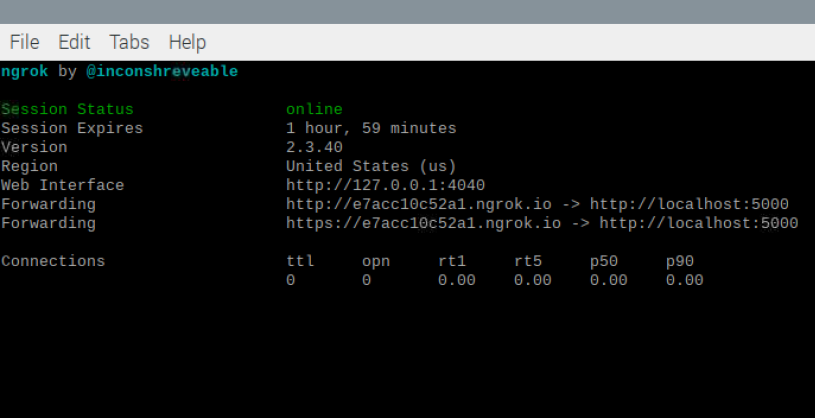 File Edit Tabs Help
ngrok by @inconshreveable
Session Status online
Session Expires 1 hour, 59 minutes
Version 2.3.40
Region United States (us)
Web Interface http://127.0.0.1:4040
Forwarding http://e7acc10c52a1.ngrok.io -> http://localhost:5000
Forwarding https://e7acc10c52a1.ngrok.io -> http://localhost:5000
Connections ttl opn rt1 rt5 p50 p90
0 0 0.00 0.00 0.00 0.00